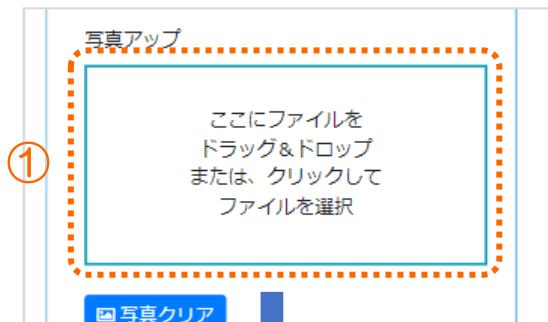 写真アップ
①
ここにファイルを
ドラッグ&ドロップ
または、クリックして
ファイルを選択
写真クリア